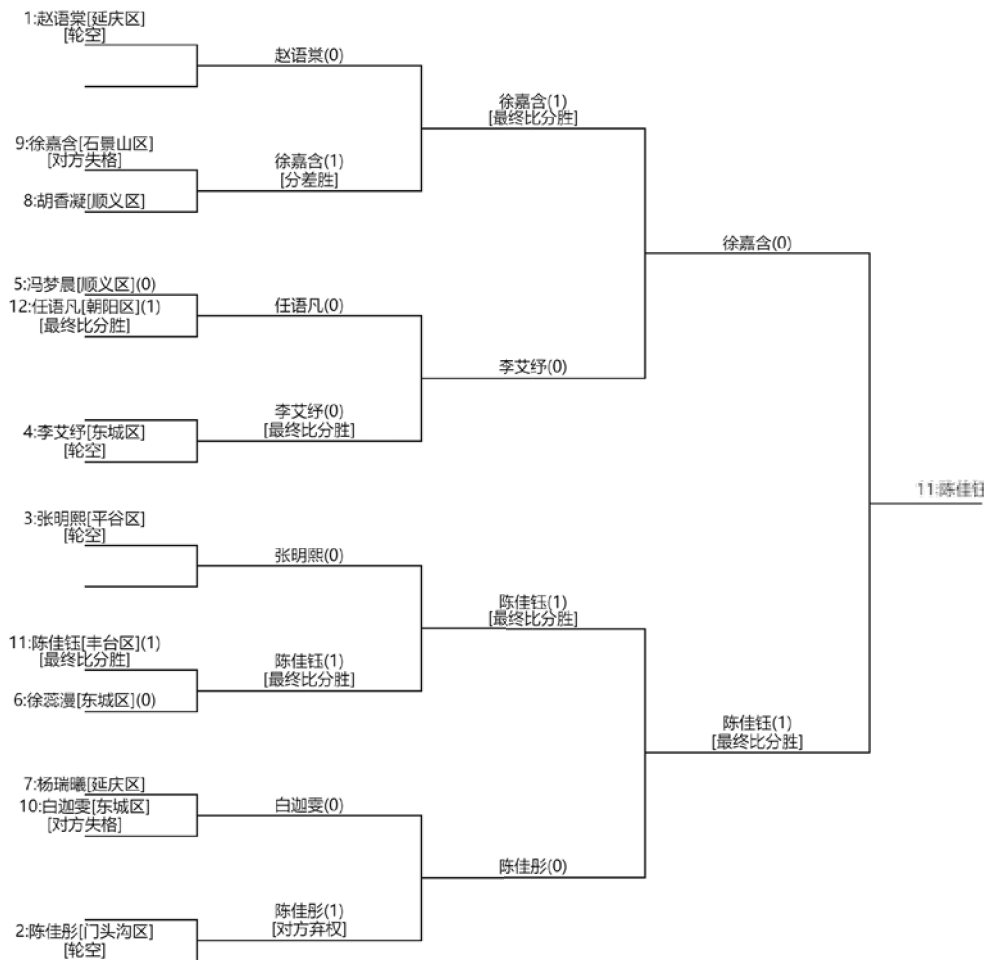 1:赵语棠[延庆区]
[轮空]
赵语棠(0)
徐嘉含(1)
[最终比分胜]
9:徐嘉含[石景山区]
[对方失格]
徐嘉含(1)
[分差胜]
8:胡香凝[顺义区]
徐嘉含(0)
5:冯梦晨[顺义区](0)
12:任语凡[朝阳区](1)
[最终比分胜]
任语凡(0)
李艾纾(0)
李艾纾(0)
[最终比分胜]
4:李艾纾[东城区]
[轮空]
11:陈佳钰
3:张明熙[平谷区]
[轮空]
张明熙(0)
陈佳钰(1)
[最终比分胜]
11:陈佳钰[丰台区](1)
[最终比分胜]
陈佳钰(1)
[最终比分胜]
6:徐蕊漫[东城区](0)
陈佳钰(1)
[最终比分胜]
7:杨瑞曦[延庆区]
10:白迦雯[东城区]
[对方失格]
白迦雯(0)
陈佳彤(0)
陈佳彤(1)
[对方弃权]
2:陈佳彤[门头沟区]
[轮空]